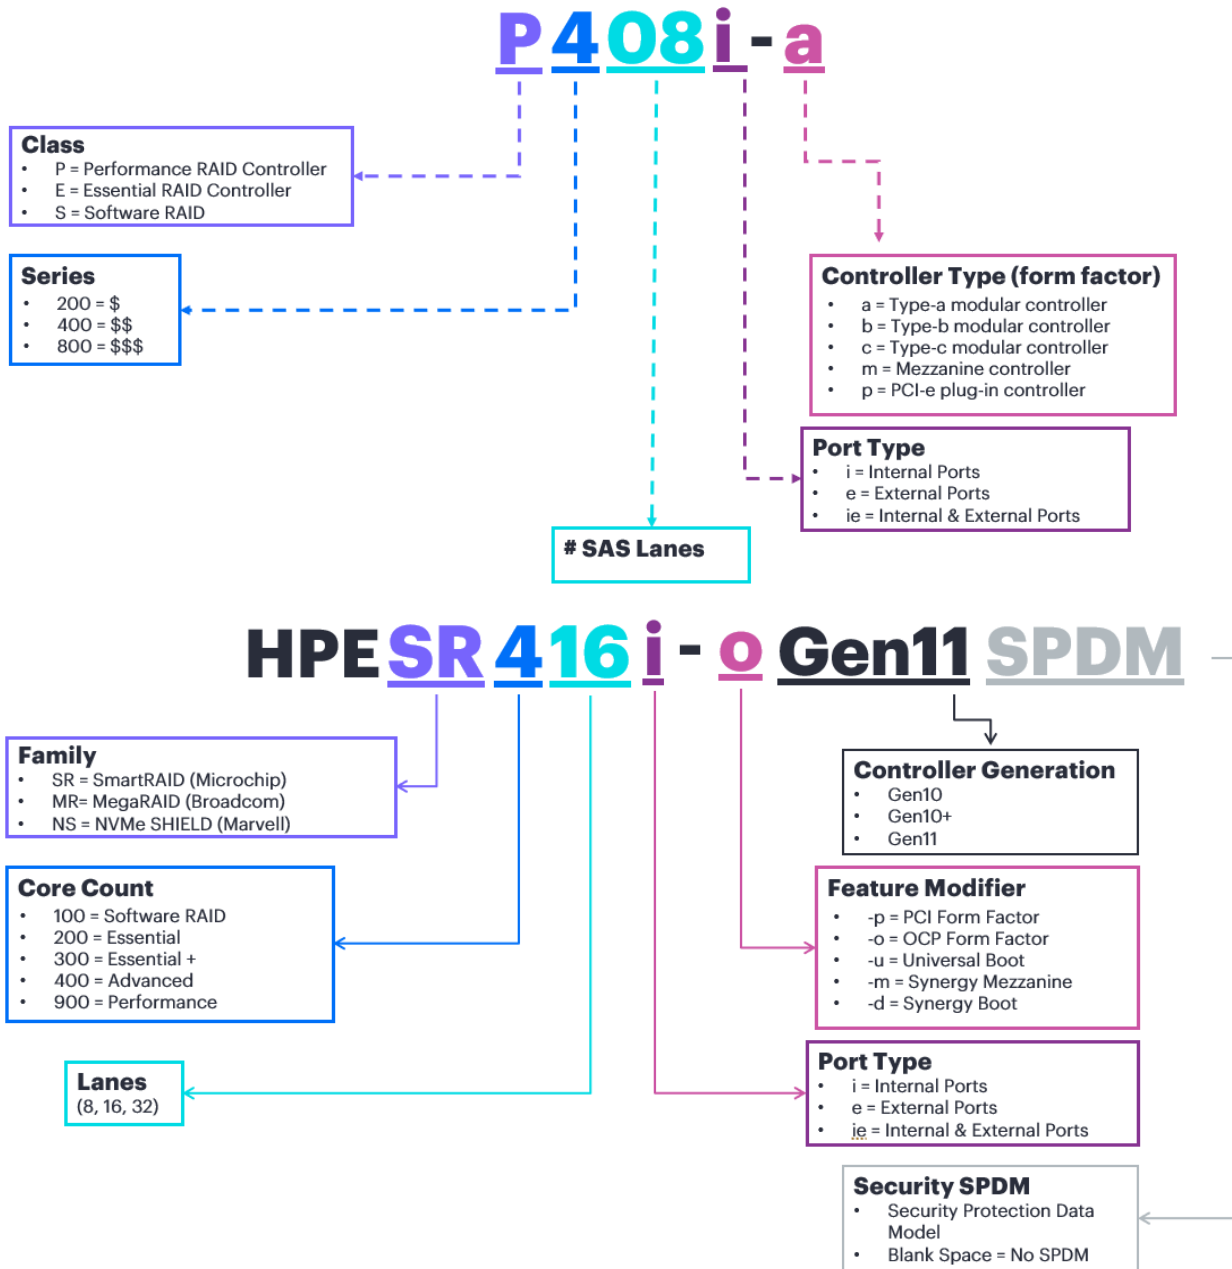 P408i-a
Class
• P = Performance RAID Controller
• E = Essential RAID Controller
• S = Software RAID
Series
• 200 = $
• 400 = $$
• 800 = $$$
Controller Type (form factor)
• a = Type-a modular controller
• b = Type-b modular controller
• c = Type-c modular controller
• m = Mezzanine controller
• p = PCI-e plug-in controller
Port Type
• i = Internal Ports
• e = External Ports
• ie = Internal & External Ports
# SAS Lanes
HPE SR 416i-o Gen11 SPDM
Family
• SR = SmartRAID (Microchip)
• MR= MegaRAID (Broadcom)
• NS = NVMe SHIELD (Marvell)
Controller Generation
• Gen10
• Gen10+
• Gen11
Core Count
• 100 = Software RAID
• 200 = Essential
• 300 = Essential +
• 400 = Advanced
• 900 = Performance
Feature Modifier
• -p = PCI Form Factor
• -o = OCP Form Factor
• -u = Universal Boot
• -m = Synergy Mezzanine
• -d = Synergy Boot
Lanes
(8, 16, 32)
Port Type
• i = Internal Ports
• e = External Ports
• ie = Internal & External Ports
Security SPDM
• Security Protection Data
Model
• Blank Space = No SPDM